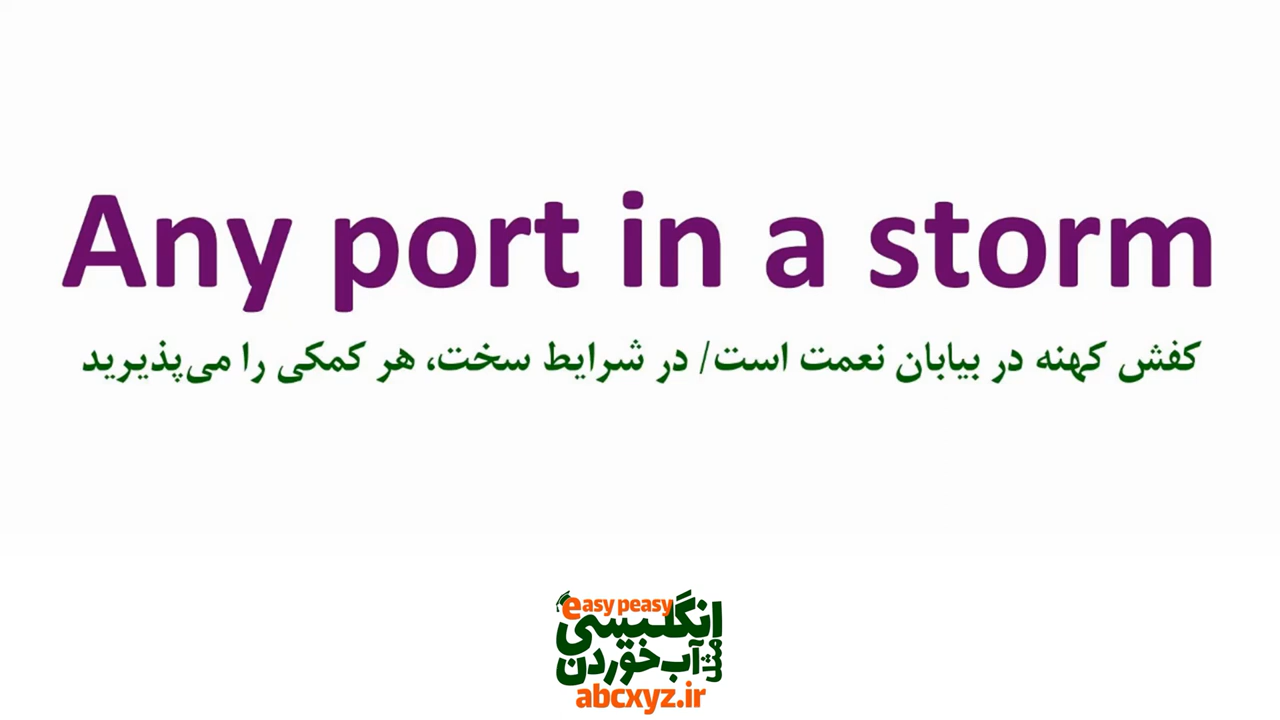 Any port in a storm
کفش کهنه در بیابان نعمت است/ در شرایط سخت، هر کمکی را می‌پذیرید
easy peasy
انگلیسی
مثل آب خوردن
abcxyz.ir